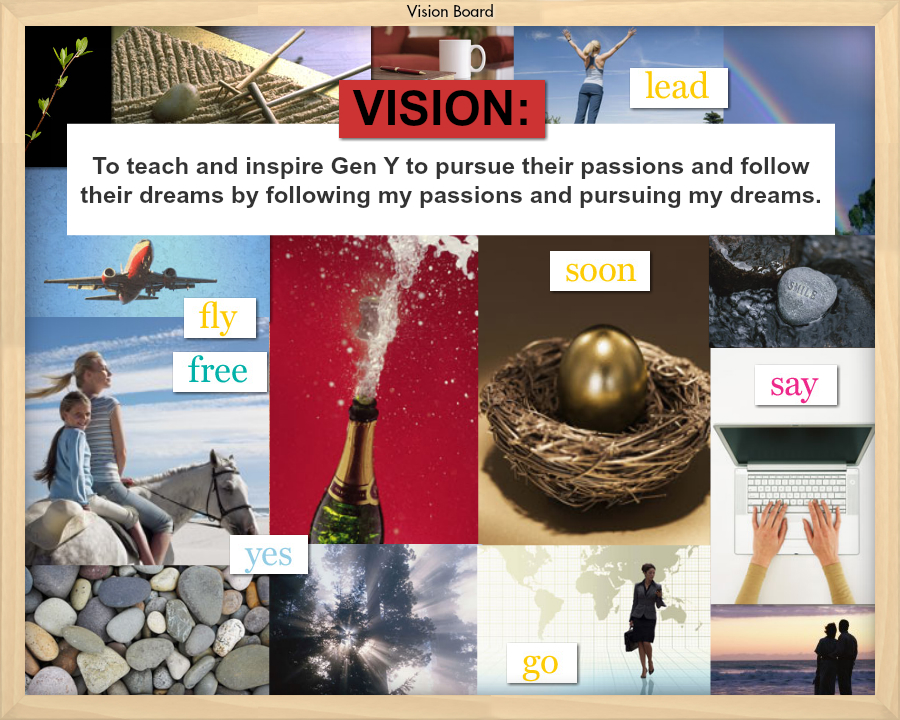 Vision Board
lead
VISION:
To teach and inspire Gen Y to pursue their passions and follow
their dreams by following my passions and pursuing my dreams.
soon
SMILE
fly
free
say
yes
go